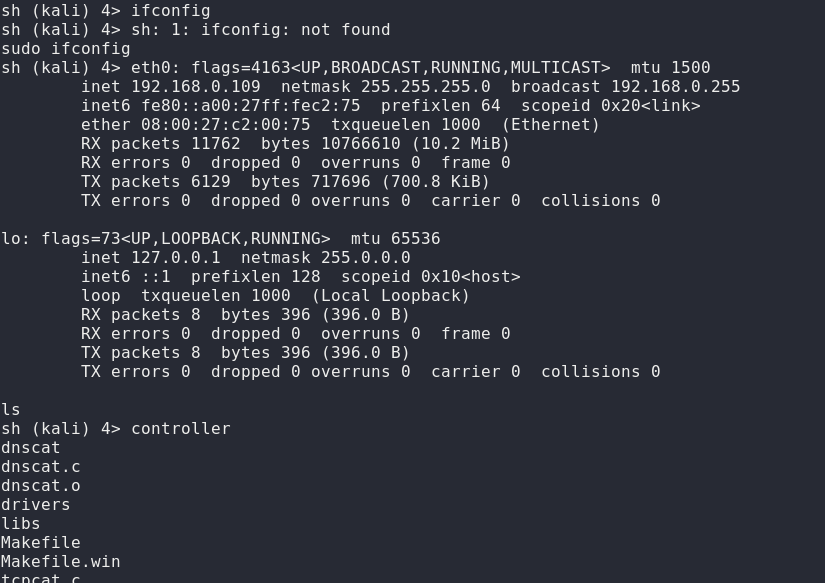 sh (kali) 4> ifconfig
sh (kali) 4> sh: 1: ifconfig: not found
sudo ifconfig
sh (kali) 4> eth0: flags=4163<UP,BROADCAST,RUNNING,MULTICAST>  mtu 1500
        inet 192.168.0.109  netmask 255.255.255.0  broadcast 192.168.0.255
        inet6 fe80::a00:27ff:fec2:75  prefixlen 64  scopeid 0x20<link>
        ether 08:00:27:c2:00:75  txqueuelen 1000  (Ethernet)
        RX packets 11762  bytes 10766610 (10.2 MiB)
        RX errors 0  dropped 0  overruns 0  frame 0
        TX packets 6129  bytes 717696 (700.8 KiB)
        TX errors 0  dropped 0 overruns 0  carrier 0  collisions 0

lo: flags=73<UP,LOOPBACK,RUNNING>  mtu 65536
        inet 127.0.0.1  netmask 255.0.0.0
        inet6 ::1  prefixlen 128  scopeid 0x10<host>
        loop  txqueuelen 1000  (Local Loopback)
        RX packets 8  bytes 396 (396.0 B)
        RX errors 0  dropped 0  overruns 0  frame 0
        TX packets 8  bytes 396 (396.0 B)
        TX errors 0  dropped 0 overruns 0  carrier 0  collisions 0

ls
sh (kali) 4> controller
dnscat
dnscat.c
dnscat.o
drivers
libs
Makefile
Makefile.win
tcpcat.c